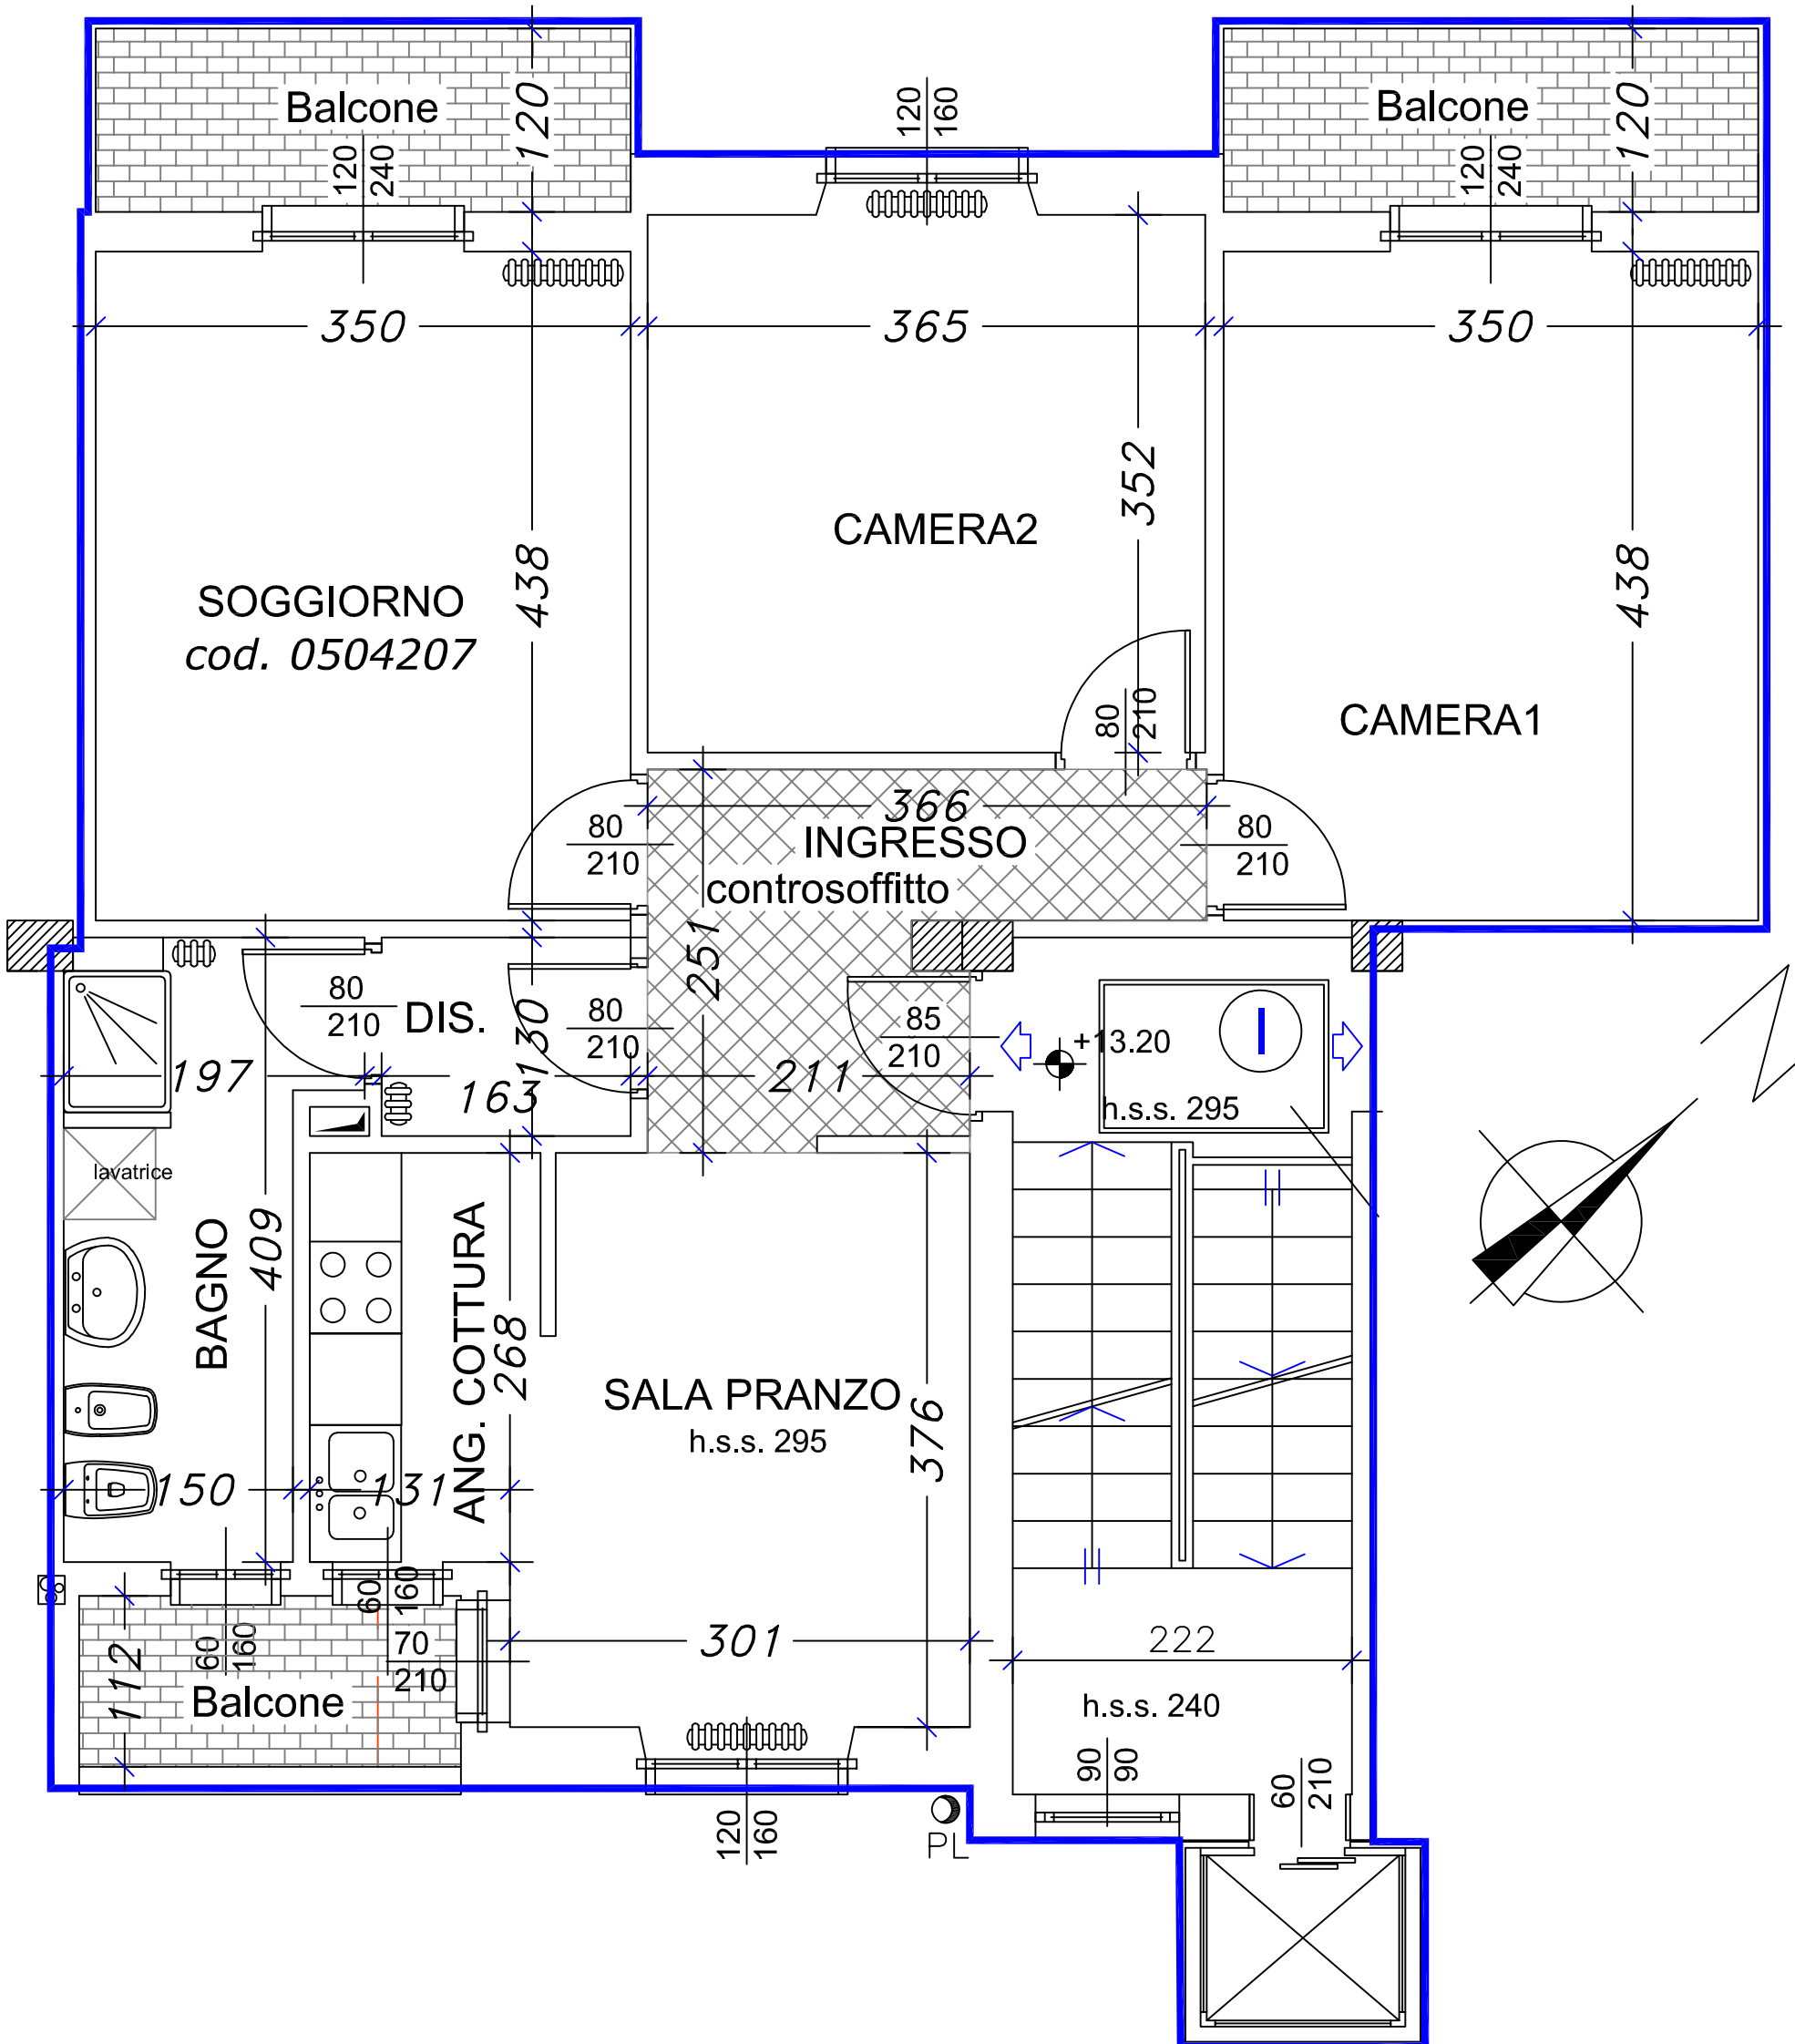 Balcone
120
120
240
120
160
Balcone
120
120
240
350
365
350
438
352
438
CAMERA2
SOGGIORNO
cod. 0504207
CAMERA1
80
210
366
80
210
INGRESSO
controsoffitto
80
210
251
80
210
DIS.
130
80
210
85
210
+13.20
I
197
163
211
h.s.s. 295
lavatrice
BAGNO
409
ANG. COTTURA
268
SALA PRANZO
h.s.s. 295
376
150
131
60
160
60
160
70
210
112
Balcone
301
222
h.s.s. 240
90
90
60
210
120
160
PL